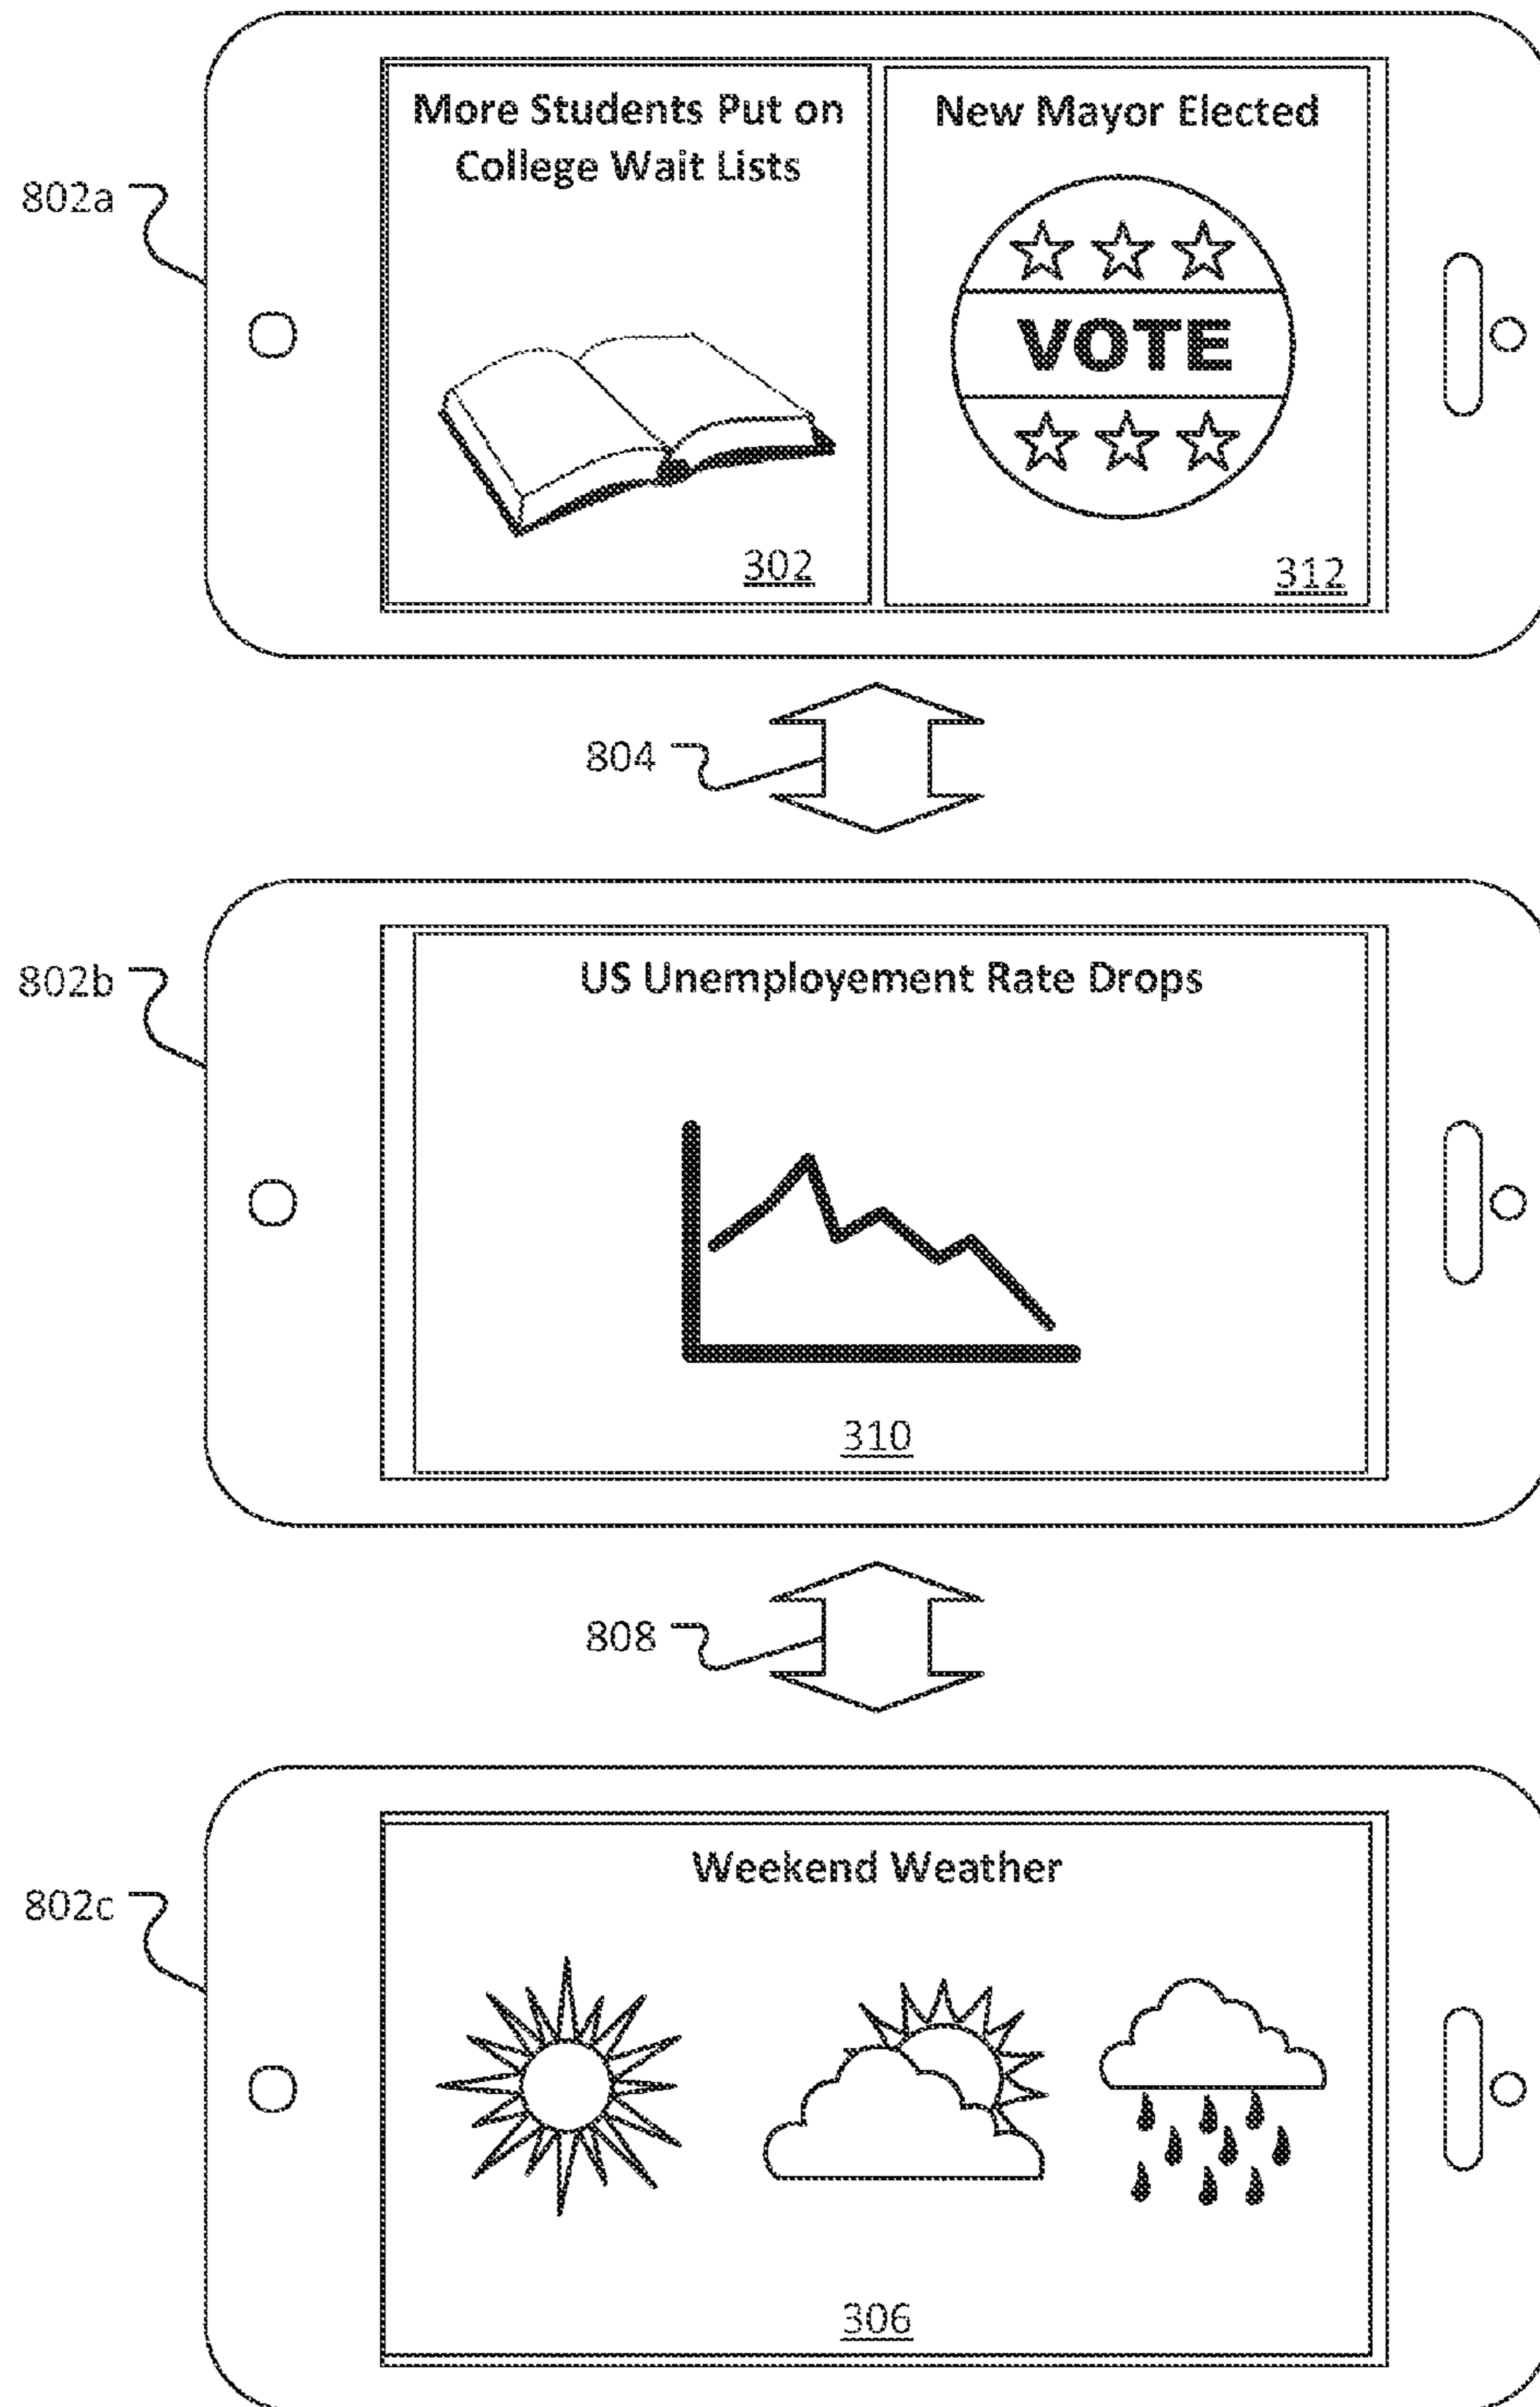 More Students Put on
College Wait Lists
New Mayor Elected
802a
VOTE
302
312
804
802b
US Unemployement Rate Drops
310
808
802c
Weekend Weather
306